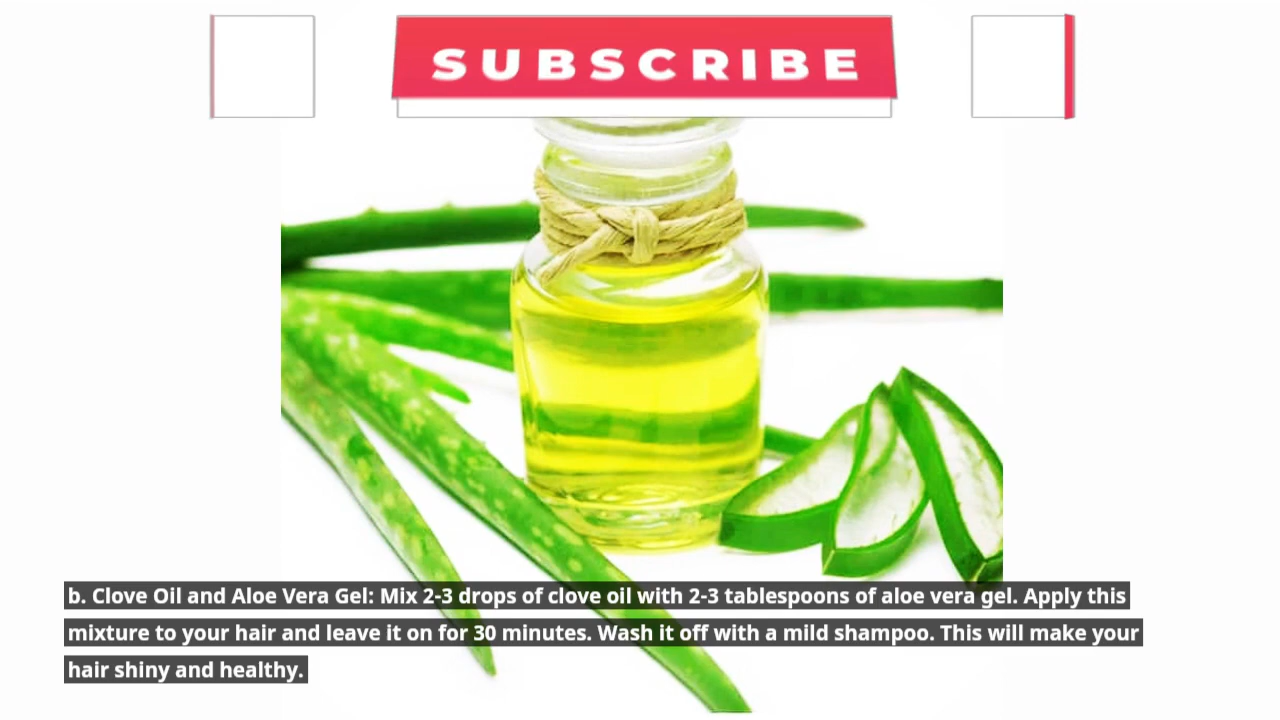 SUBSCRIBE
b. Clove Oil and Aloe Vera Gel: Mix 2-3 drops of clove oil with 2-3 tablespoons of aloe vera gel. Apply this
mixture to your hair and leave it on for 30 minutes. Wash it off with a mild shampoo. This will make your
hair shiny and healthy.